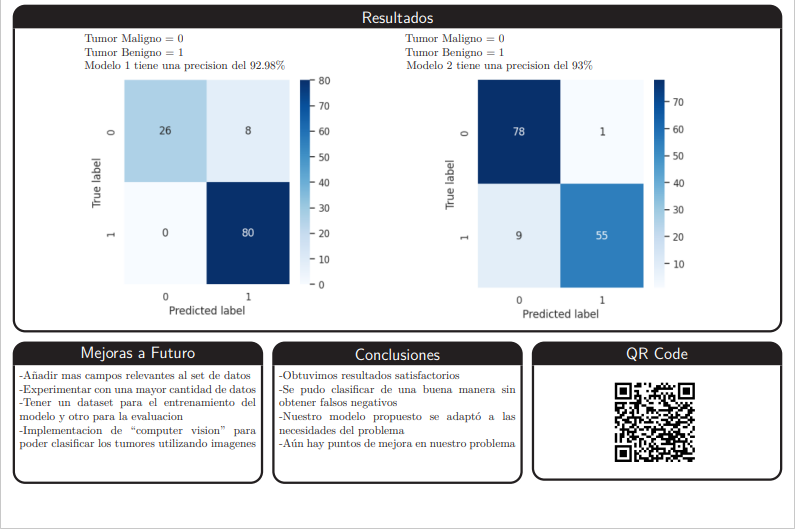 Resultados
Tumor Maligno = 0
Tumor Benigno = 1
Modelo 1 tiene una precision del 92.98%
80
70
60
50
40
30
20
10
0
0
26
8
True label
1
0
80
0
1
Predicted label
Tumor Maligno = 0
Tumor Benigno = 1
Modelo 2 tiene una precision del 93%
70
60
50
40
30
20
10
0
78
1
True label
1
9
55
0
1
Predicted label
Mejoras a Futuro
-Añadir mas campos relevantes al set de datos
-Experimentar con una mayor cantidad de datos
-Tener un dataset para el entrenamiento del
modelo y otro para la evaluacion
-Implementacion de “computer vision” para
poder clasificar los tumores utilizando imagenes
Conclusiones
-Obtuvimos resultados satisfactorios
-Se pudo clasificar de una buena manera sin
obtener falsos negativos
-Nuestro modelo propuesto se adaptó a las
necesidades del problema
-Aún hay puntos de mejora en nuestro problema
QR Code